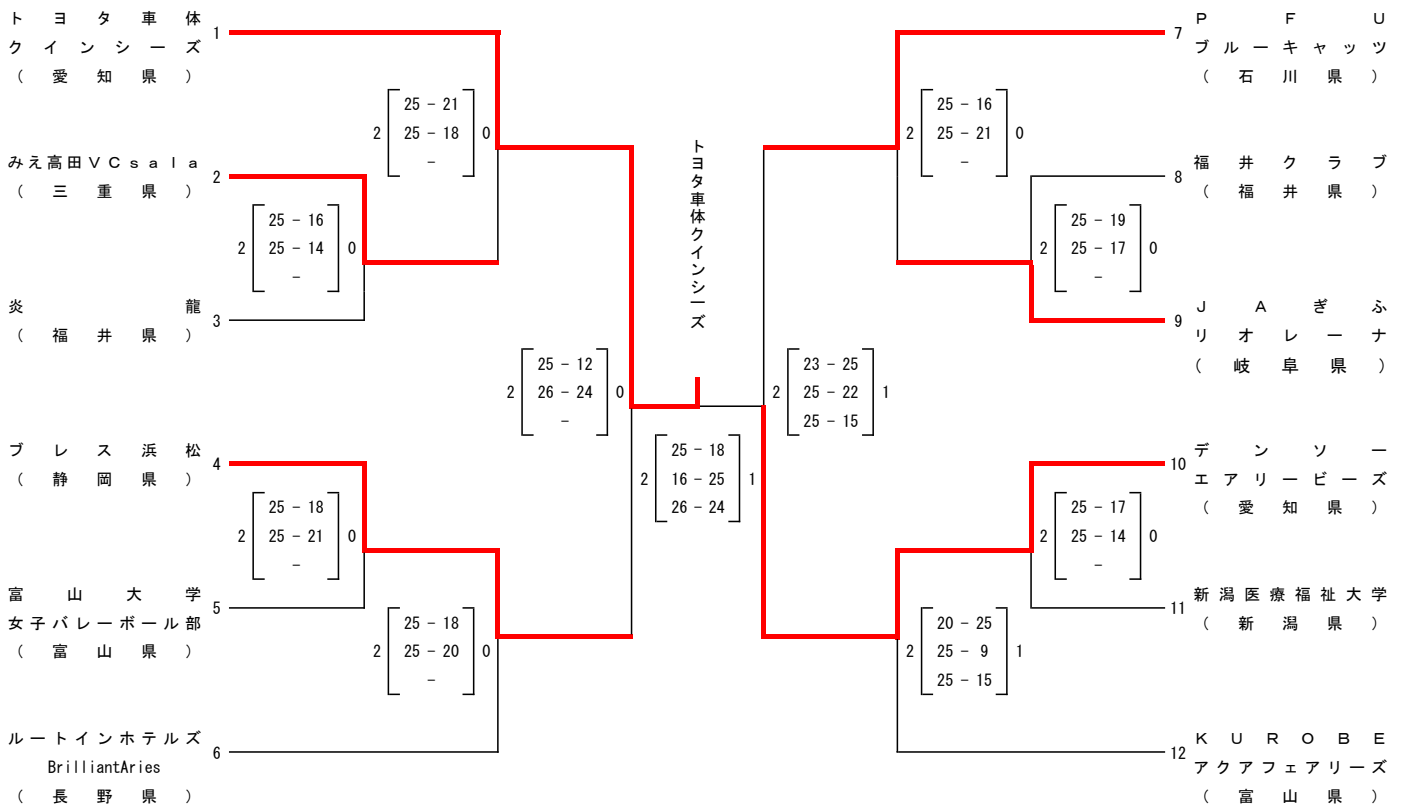 トヨタ車体
クインシーズ
(愛知県)
1
2
25 - 21
25 - 18
-
0
みえ高田VCsala
(三重県)
2
2
25 - 16
25 - 14
-
0
炎龍
(福井県)
3
2
25 - 12
26 - 24
-
0
ブレス浜松
(静岡県)
4
2
25 - 18
25 - 21
-
0
富山大学
女子バレーボール部
(富山県)
5
2
25 - 18
25 - 20
-
0
ルートインホテルズ
BrilliantAries
(長野県)
6
トヨタ車体クインシーズ
2
25 - 18
16 - 25
26 - 24
1
PFU
ブルーキャッツ
(石川県)
7
2
25 - 16
25 - 21
-
0
福井クラブ
(福井県)
8
2
25 - 19
25 - 17
-
0
JAぎふ
リオレーナ
(岐阜県)
9
2
23 - 25
25 - 22
25 - 15
1
デンソー
エアリービーズ
(愛知県)
10
2
25 - 17
25 - 14
-
0
新潟医療福祉大学
(新潟県)
11
2
20 - 25
25 - 9
25 - 15
1
KUROBE
アクアフェアリーズ
(富山県)
12